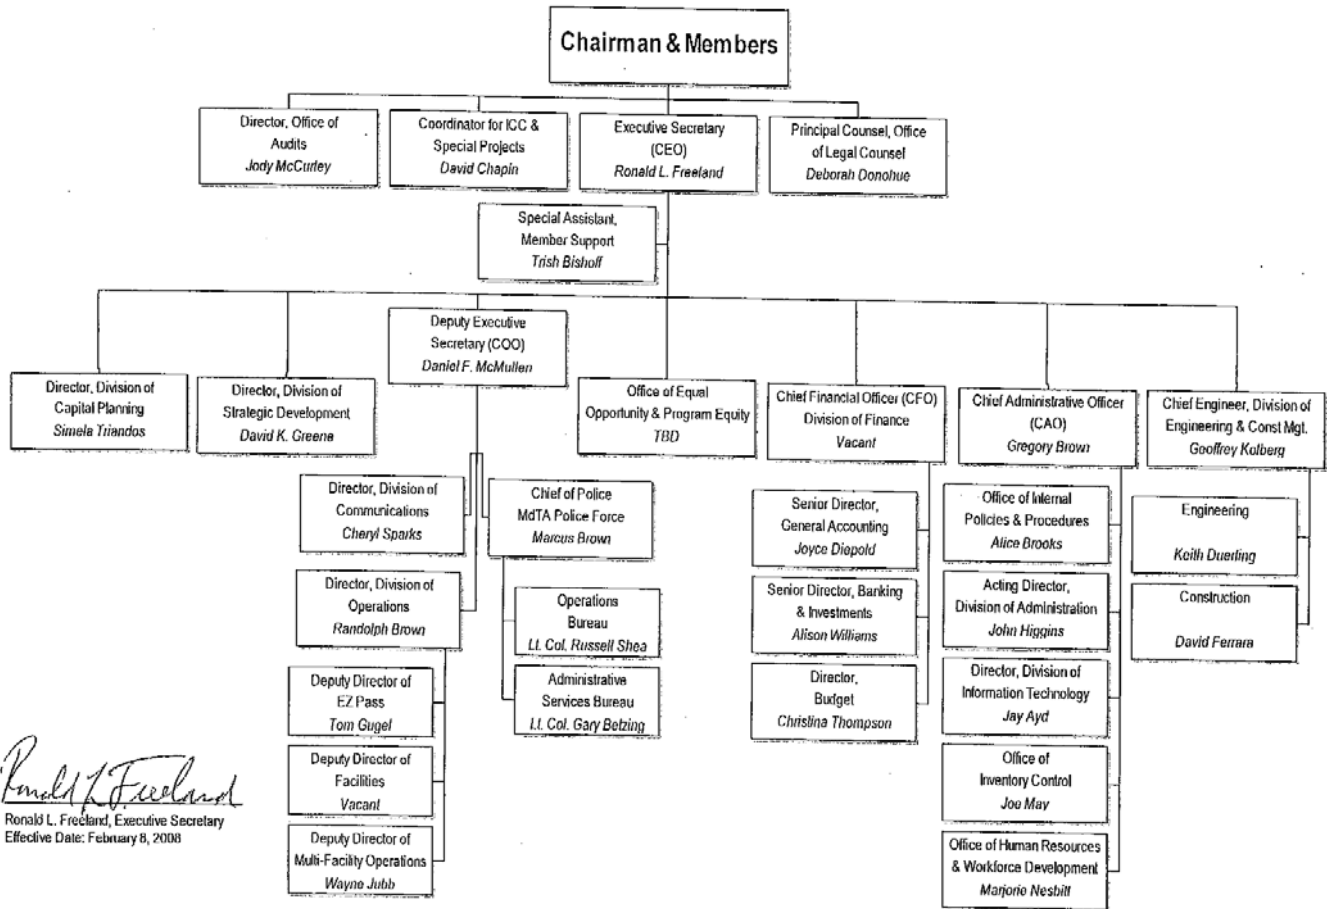 Chairman & Members
Director, Office of
Audits
Jody McCurley
Coordinator for ICC &
Special Projects
David Chapin
Executive Secretary
(CEO)
Ronald L. Freeland
Principal Counsel, Office
of Legal Counsel
Deborah Donohue
Special Assistant,
Member Support
Trish Bishoff
Deputy Executive
Secretary (COO)
Daniel F. McMullen
Director, Division of
Capital Planning
Simela Triandos
Director, Division of
Strategic Development
David K. Greene
Office of Equal
Opportunity & Program Equity
TBD
Chief Financial Officer (CFO)
Division of Finance
Vacant
Chief Administrative Officer
(CAO)
Gregory Brown
Chief Engineer, Division of
Engineering & Const Mgt.
Geoffrey Kolberg
Director, Division of
Communications
Cheryl Sparks
Chief of Police
MdTA Police Force
Marcus Brown
Director, Division of
Operations
Randolph Brown
Operations
Bureau
Lt. Col. Russell Shea
Administrative
Services Bureau
Lt. Col. Gary Betzing
Deputy Director of
EZ Pass
Tom Gugel
Deputy Director of
Facilities
Vacant
Deputy Director of
Multi-Facility Operations
Wayne Jubb
Senior Director,
General Accounting
Joyce Diepold
Senior Director, Banking
& Investments
Alison Williams
Director,
Budget
Christina Thompson
Office of Internal
Policies & Procedures
Alice Brooks
Acting Director,
Division of Administration
John Higgins
Director, Division of
Information Technology
Jay Ayd
Office of
Inventory Control
Joe May
Office of Human Resources
& Workforce Development
Marjorie Nesbitt
Engineering
Keith Duerling
Construction
David Ferrara
Ronald L Freeland
Ronald L. Freeland, Executive Secretary
Effective Date: February 8, 2008